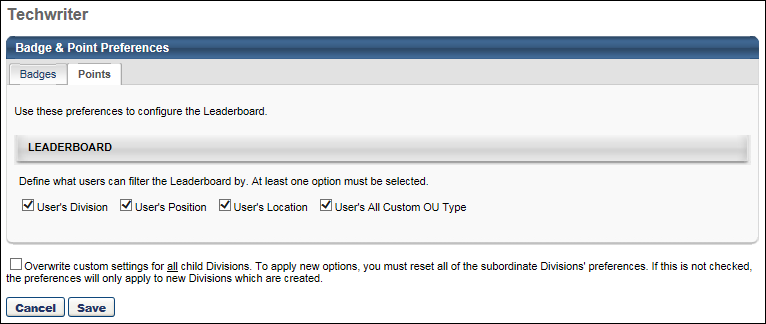 Techwriter
Badge & Point Preferences
Badges Points
Use these preferences to configure the Leaderboard.
LEADERBOARD
Define what users can filter the Leaderboard by. At least one option must be selected.
User's Division User's Position User's Location User's All Custom OU Type
Overwrite custom settings for all child Divisions. To apply new options, you must reset all of the subordinate Divisions' preferences. If this is not checked,
the preferences will only apply to new Divisions which are created.
Cancel Save